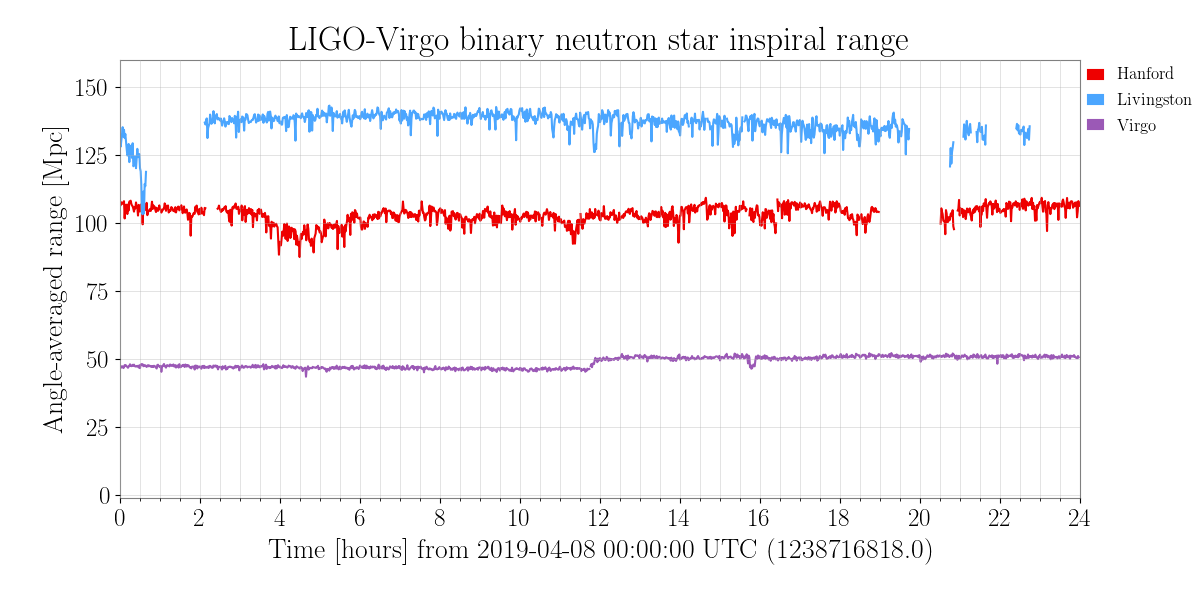 LIGO-Virgo binary neutron star inspiral range
Hanford
Livingston
Virgo
Angle-averaged range [Mpc]
150
125
100
75
50
25
0
0 2 4 6 8 10 12 14 16 18 20 22 24
Time [hours] from 2019-04-08 00:00:00 UTC (1238716818.0)